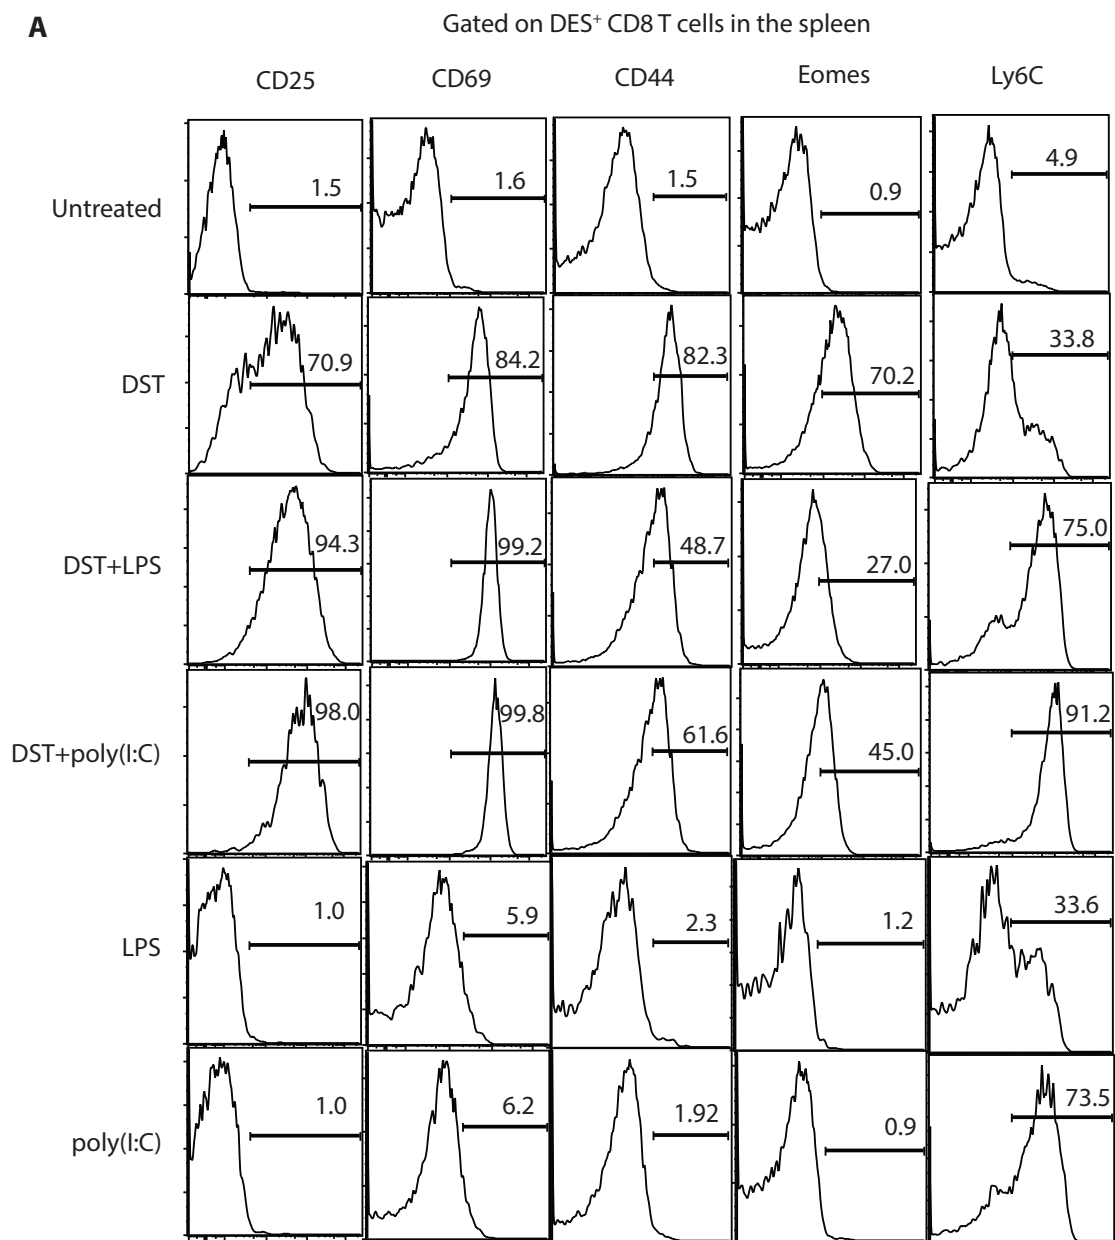 A
Gated on DES⁺ CD8 T cells in the spleen
CD25 CD69 CD44 Eomes Ly6C
Untreated 1.5 1.6 1.5 0.9 4.9
DST 70.9 84.2 82.3 70.2 33.8
DST+LPS 94.3 99.2 48.7 27.0 75.0
DST+poly(I:C) 98.0 99.8 61.6 45.0 91.2
LPS 1.0 5.9 2.3 1.2 33.6
poly(I:C) 1.0 6.2 1.92 0.9 73.5